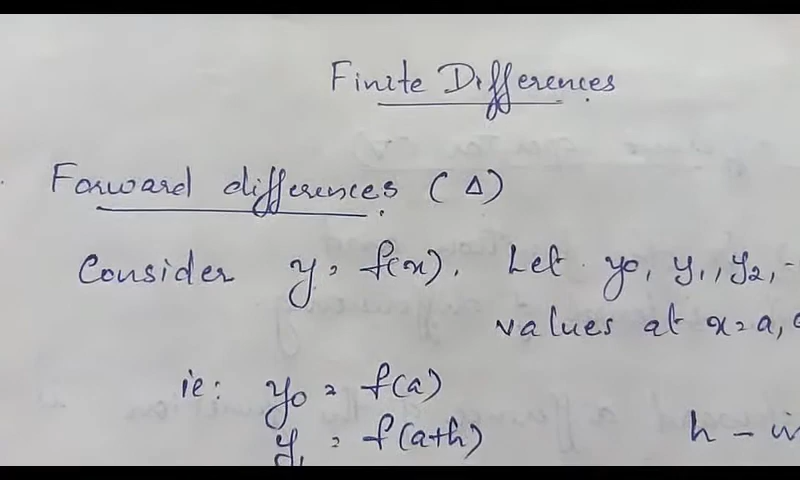 Finite Differences
Forward differences (Δ)
Consider y = f(x). Let y0, y1, y2, -
values at x = a,
ie: y0 = f(a)
y1 = f(a+h)
h -